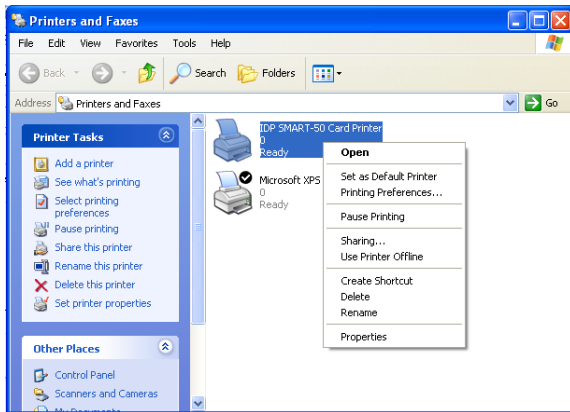 Printers and Faxes
File Edit View Favorites Tools Help
Back Search Folders
Address Printers and Faxes Go
Printer Tasks
Add a printer
See what's printing
Select printing
preferences
Pause printing
Share this printer
Rename this printer
Delete this printer
Set printer properties
Other Places
Control Panel
Scanners and Cameras
My Documents
IDP SMART-50 Card Printer
0
Ready
Microsoft XPS
0
Ready
Open
Set as Default Printer
Printing Preferences...
Pause Printing
Sharing...
Use Printer Offline
Create Shortcut
Delete
Rename
Properties